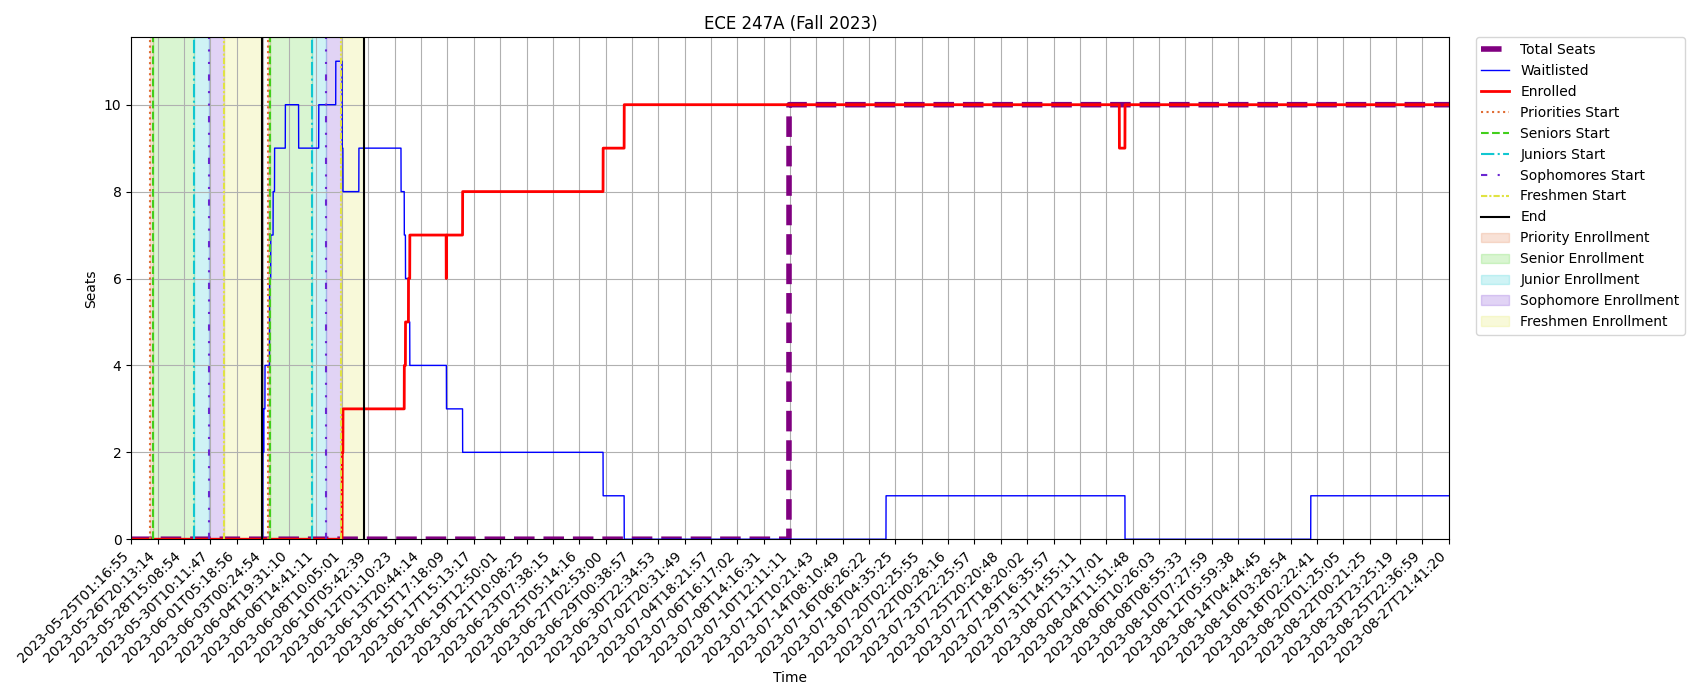 ECE 247A (Fall 2023)
Total Seats
Waitlisted
Enrolled
Priorities Start
Seniors Start
Juniors Start
Sophomores Start
Freshmen Start
End
Priority Enrollment
Senior Enrollment
Junior Enrollment
Sophomore Enrollment
Freshmen Enrollment
Seats
10
8
6
4
2
0
2023-05-25T01:16:55
2023-05-26T20:13:14
2023-05-28T15:08:54
2023-05-30T10:11:47
2023-06-01T05:18:56
2023-06-03T00:24:54
2023-06-04T19:31:10
2023-06-06T14:41:11
2023-06-08T10:05:01
2023-06-10T05:42:39
2023-06-12T01:10:23
2023-06-13T20:44:14
2023-06-15T17:18:09
2023-06-17T15:13:17
2023-06-19T12:50:01
2023-06-21T10:08:25
2023-06-23T07:38:15
2023-06-25T05:14:16
2023-06-27T02:53:00
2023-06-29T00:38:57
2023-06-30T22:34:53
2023-07-02T20:31:49
2023-07-04T18:21:57
2023-07-06T16:17:02
2023-07-08T14:16:31
2023-07-10T12:11:11
2023-07-12T10:21:43
2023-07-14T08:10:49
2023-07-16T06:26:22
2023-07-18T04:35:25
2023-07-20T02:25:55
2023-07-22T00:28:16
2023-07-23T22:25:57
2023-07-25T20:20:48
2023-07-27T18:20:02
2023-07-29T16:35:57
2023-07-31T14:55:11
2023-08-02T13:17:01
2023-08-04T11:51:48
2023-08-06T10:26:03
2023-08-08T08:55:33
2023-08-10T07:27:59
2023-08-12T05:59:38
2023-08-14T04:44:45
2023-08-16T03:28:54
2023-08-18T02:22:41
2023-08-20T01:25:05
2023-08-22T00:21:25
2023-08-23T23:25:19
2023-08-25T22:36:59
2023-08-27T21:41:20
Time